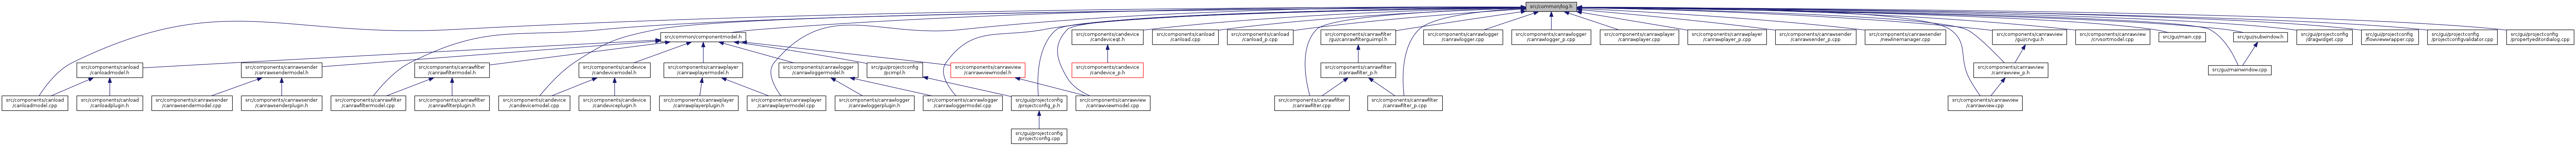 src/common/log.h
src/common/componentmodel.h
src/components/candevice
/candeviceqt.h
src/components/canload
/canload.cpp
src/components/canload
/canload_p.cpp
src/components/canrawfilter
/gui/canrawfilterguiimpl.h
src/components/canrawlogger
/canrawlogger.cpp
src/components/canrawlogger
/canrawlogger_p.cpp
src/components/canrawplayer
/canrawplayer.cpp
src/components/canrawplayer
/canrawplayer_p.cpp
src/components/canrawsender
/canrawsender_p.cpp
src/components/canrawsender
/newlinemanager.cpp
src/components/canrawview
/gui/crvgui.h
src/components/canrawview
/crvsortmodel.cpp
src/gui/main.cpp
src/gui/subwindow.h
src/gui/projectconfig
/dragwidget.cpp
src/gui/projectconfig
/flowviewwrapper.cpp
src/gui/projectconfig
/projectconfigvalidator.cpp
src/gui/projectconfig
/propertyeditordialog.cpp
src/components/canload
/canloadmodel.h
src/components/canrawsender
/canrawsendermodel.h
src/components/canrawfilter
/canrawfiltermodel.h
src/components/candevice
/candevicemodel.h
src/components/canrawplayer
/canrawplayermodel.h
src/components/canrawlogger
/canrawloggermodel.h
src/gui/projectconfig
/pcimpl.h
src/components/canrawview
/canrawviewmodel.h
src/components/candevice
/candevice_p.h
src/components/canrawfilter
/canrawfilter_p.h
src/components/canrawview
/canrawview_p.h
src/gui/mainwindow.cpp
src/components/canload
/canloadmodel.cpp
src/components/canload
/canloadplugin.h
src/components/canrawsender
/canrawsendermodel.cpp
src/components/canrawsender
/canrawsenderplugin.h
src/components/canrawfilter
/canrawfiltermodel.cpp
src/components/canrawfilter
/canrawfilterplugin.h
src/components/candevice
/candevicemodel.cpp
src/components/candevice
/candeviceplugin.h
src/components/canrawplayer
/canrawplayerplugin.h
src/components/canrawplayer
/canrawplayermodel.cpp
src/components/canrawlogger
/canrawloggerplugin.h
src/components/canrawlogger
/canrawloggermodel.cpp
src/gui/projectconfig
/projectconfig_p.h
src/components/canrawview
/canrawviewmodel.cpp
src/components/canrawfilter
/canrawfilter.cpp
src/components/canrawfilter
/canrawfilter_p.cpp
src/components/canrawview
/canrawview.cpp
src/gui/projectconfig
/projectconfig.cpp